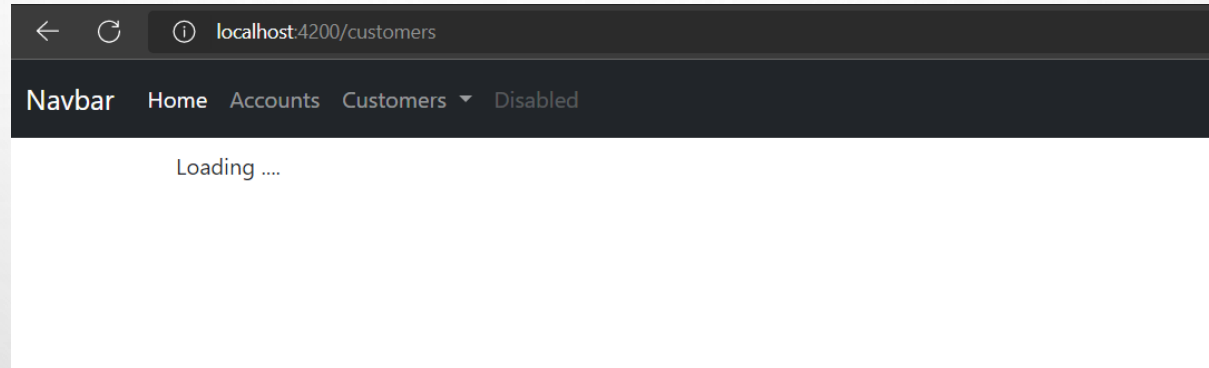 localhost:4200/customers
Navbar Home Accounts Customers Disabled
Loading ....